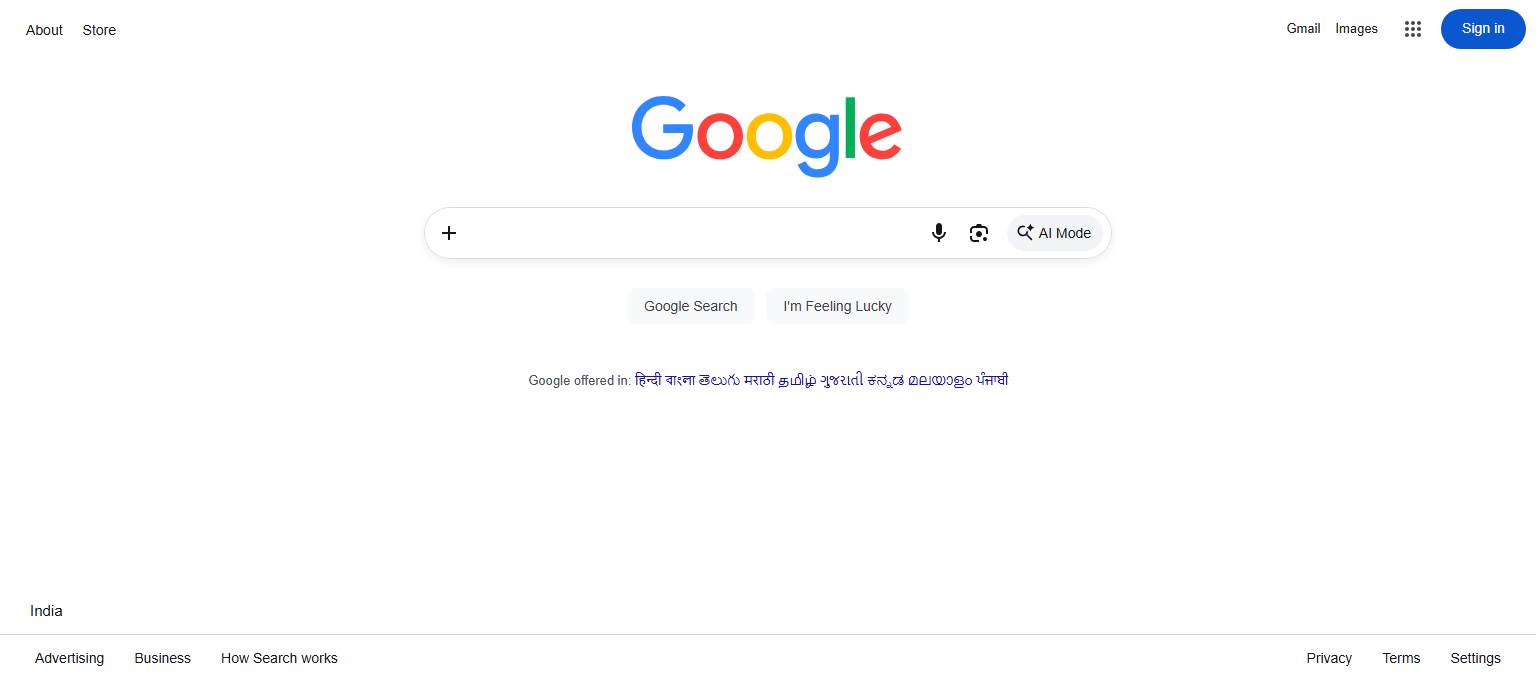 About Store
Gmail Images Sign in
Google
AI Mode
Google Search I'm Feeling Lucky
Google offered in: हिन्दी বাংলা తెలుగు मराठी தமிழ் ગુજરાતી ಕನ್ನಡ മലയാളം ਪੰਜਾਬੀ
India
Advertising Business How Search works
Privacy Terms Settings